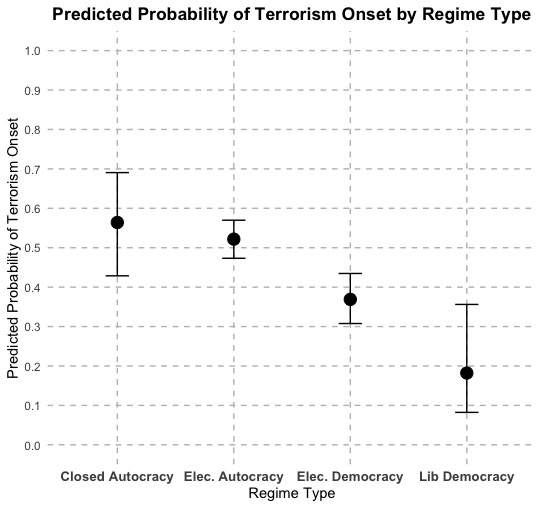 Predicted Probability of Terrorism Onset by Regime Type
Predicted Probability of Terrorism Onset
1.0
0.9
0.8
0.7
0.6
0.5
0.4
0.3
0.2
0.1
0.0
Closed Autocracy Elec. Autocracy Elec. Democracy Lib Democracy
Regime Type